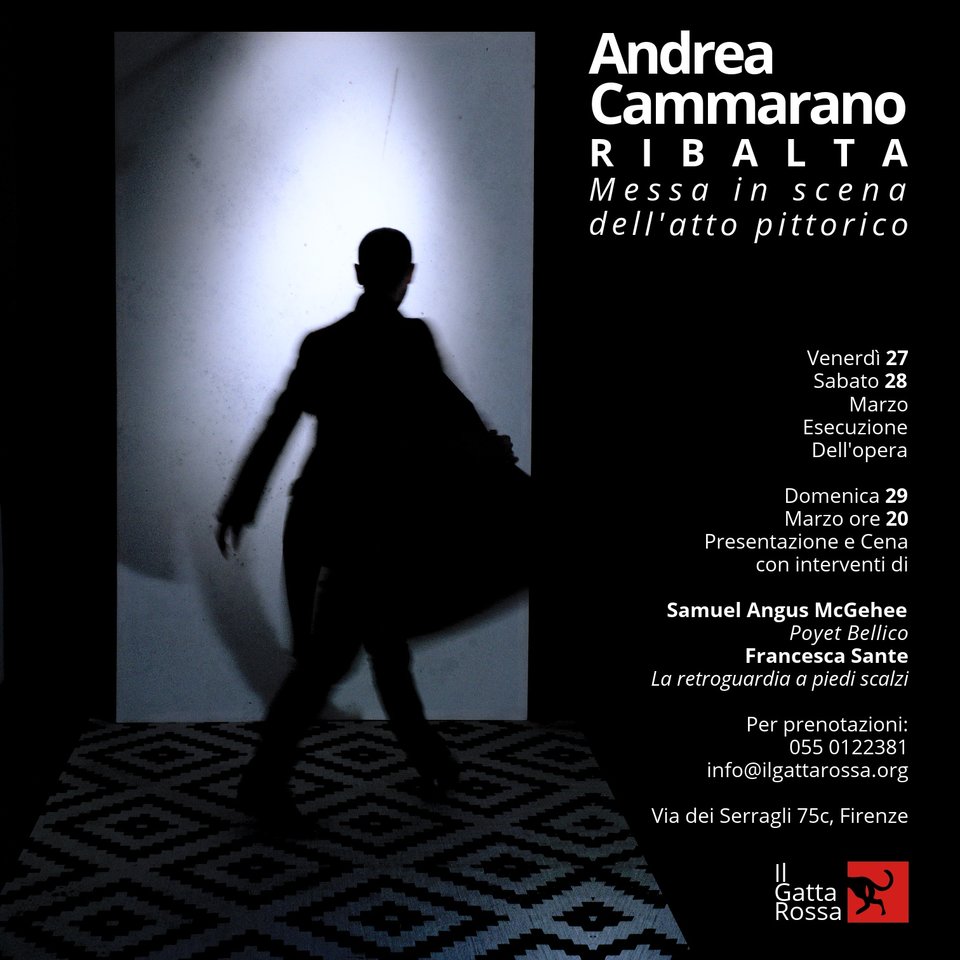 Andrea
Cammarano
RIBALTA
Messa in scena
dell'atto pittorico
Venerdì 27
Sabato 28
Marzo
Esecuzione
Dell'opera
Domenica 29
Marzo ore 20
Presentazione e Cena
con interventi di
Samuel Angus McGehee
Poyet Bellico
Francesca Sante
La retroguardia a piedi scalzi
Per prenotazioni:
055 0122381
info@ilgattarossa.org
Via dei Serragli 75c, Firenze
Il
Gatta
Rossa